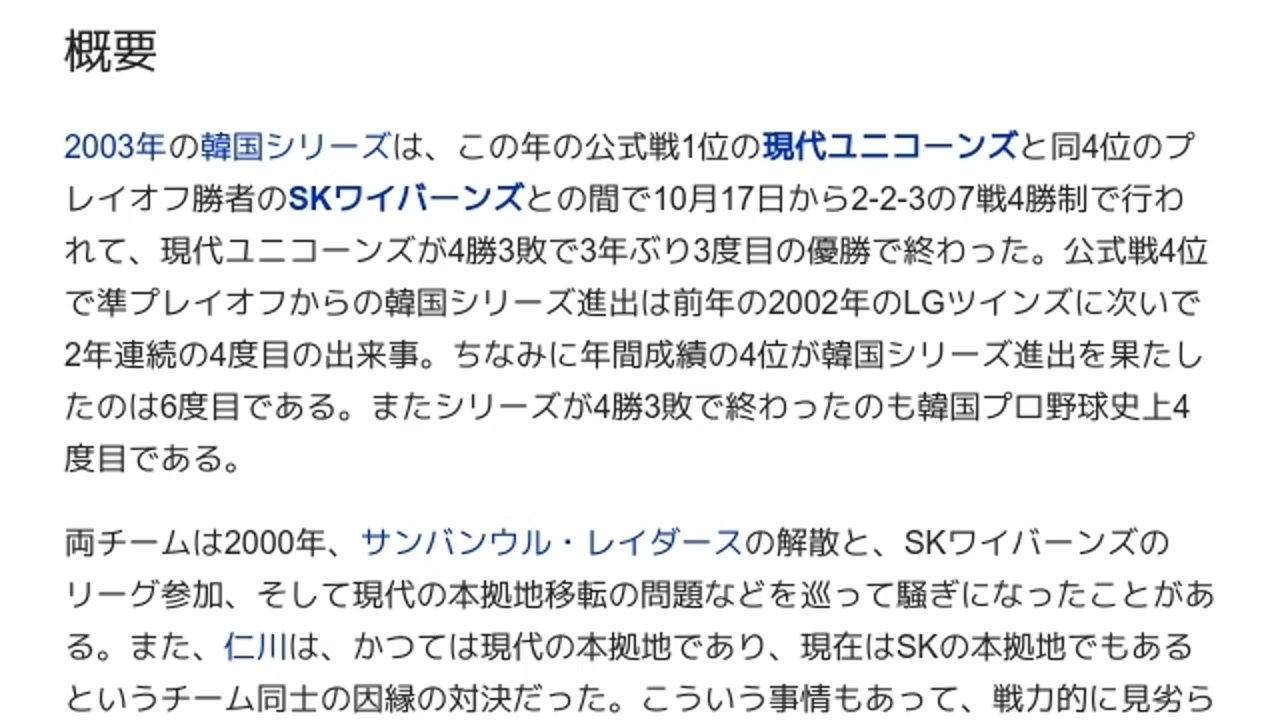 概要
2003年の韓国シリーズは、この年の公式戦1位の現代ユニコーンズと同4位のプ
レイオフ勝者のSKワイバーンズとの間で10月17日から2-2-3の7戦4勝制で行わ
れて、現代ユニコーンズが4勝3敗で3年ぶり3度目の優勝で終わった。公式戦4位
で準プレイオフからの韓国シリーズ進出は前年の2002年のLGツインズに次いで
2年連続の4度目の出来事。ちなみに年間成績の4位が韓国シリーズ進出を果たし
たのは6度目である。またシリーズが4勝3敗で終わったのも韓国プロ野球史上4
度目である。
両チームは2000年、サンバンウル・レイダースの解散と、SKワイバーンズの
リーグ参加、そして現代の本拠地移転の問題などを巡って騒ぎになったことがあ
る。また、仁川は、かつては現代の本拠地であり、現在はSKの本拠地でもある
というチーム同士の因縁の対決だった。こういう事情もあって、戦力的に見劣ら